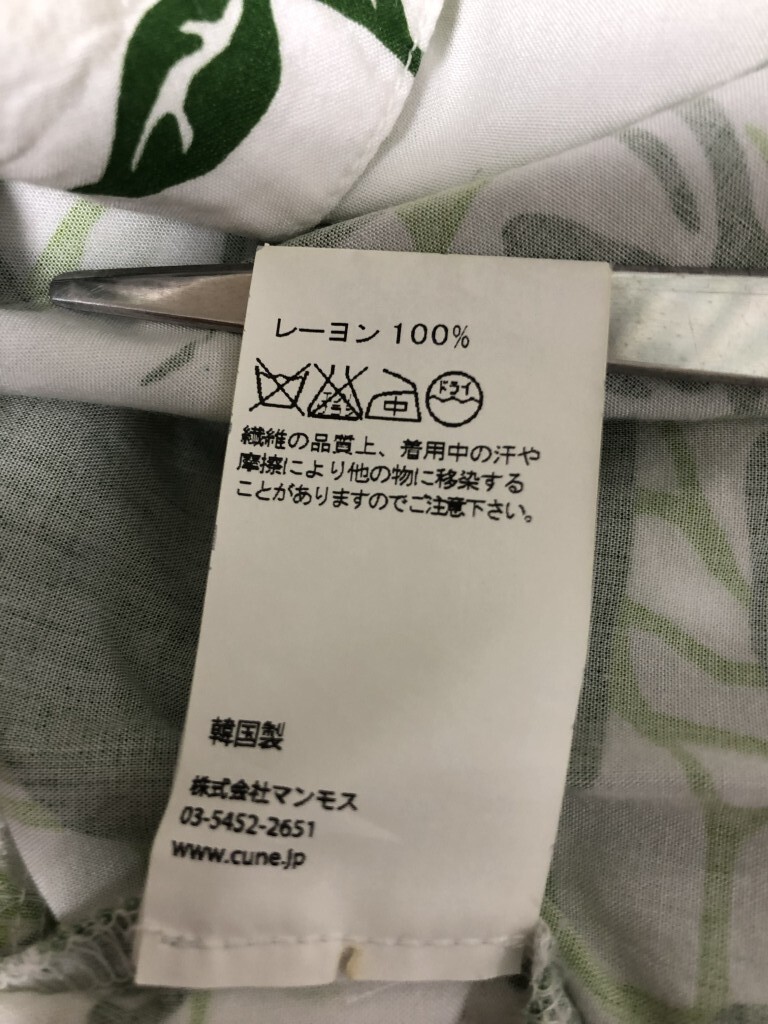 レーヨン 100%
中 ドライ
繊維の品質上、着用中の汗や
摩擦により他の物に移染する
ことがありますのでご注意下さい。
韓国製
株式会社マンモス
03-5452-2651
www.cune.jp